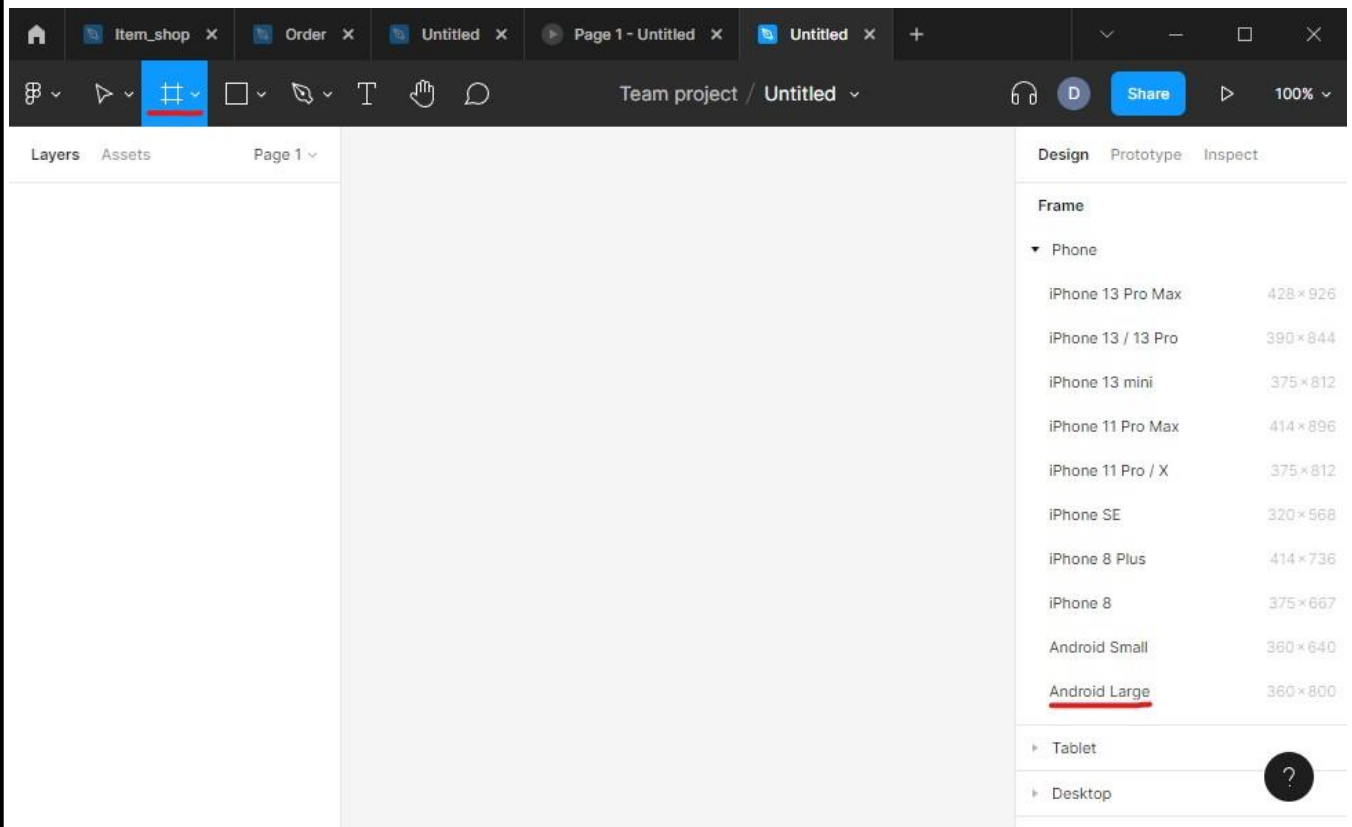 Item_shop
Order
Untitled
Page 1 - Untitled
Untitled
T
Team project / Untitled
D
Share
100%
Layers Assets Page 1
Design Prototype Inspect
Frame
Phone
iPhone 13 Pro Max 428×926
iPhone 13 / 13 Pro 390×844
iPhone 13 mini 375×812
iPhone 11 Pro Max 414×896
iPhone 11 Pro / X 375×812
iPhone SE 320×568
iPhone 8 Plus 414×736
iPhone 8 375×667
Android Small 360×640
Android Large 360×800
Tablet
Desktop
?